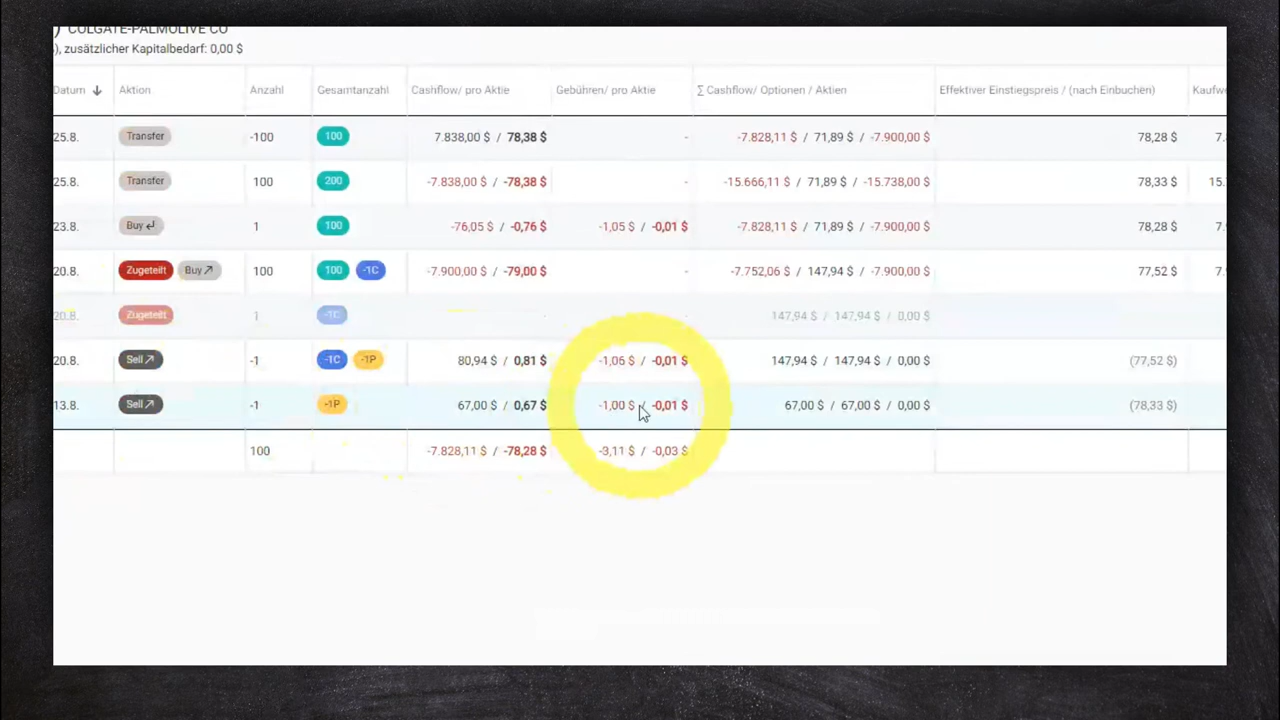 ) COLGATE-PALMOLIVE CO
), zusätzlicher Kapitalbedarf: 0,00 $
Datum ↓ Aktion Anzahl Gesamtanzahl Cashflow/ pro Aktie Gebühren/ pro Aktie ∑ Cashflow/ Optionen / Aktien Effektiver Einstiegspreis / (nach Einbuchen) Kaufwe
25.8. Transfer -100 100 7.838,00 $ / 78,38 $ - -7.828,11 $ / 71,89 $ / -7.900,00 $ 78,28 $ 7.
25.8. Transfer 100 200 -7.838,00 $ / -78,38 $ - -15.666,11 $ / 71,89 $ / -15.738,00 $ 78,33 $ 15.
23.8. Buy ↵ 1 100 -76,05 $ / -0,76 $ -1,05 $ / -0,01 $ -7.828,11 $ / 71,89 $ / -7.900,00 $ 78,28 $ 7.
20.8. Zugeteilt Buy ↗ 100 100 -1C -7.900,00 $ / -79,00 $ - -7.752,06 $ / 147,94 $ / -7.900,00 $ 77,52 $ 7.
20.8. Zugeteilt 1 -1C - - 147,94 $ / 147,94 $ / 0,00 $
20.8. Sell ↗ -1 -1C -1P 80,94 $ / 0,81 $ -1,06 $ / -0,01 $ 147,94 $ / 147,94 $ / 0,00 $ (77,52 $)
13.8. Sell ↗ -1 -1P 67,00 $ / 0,67 $ -1,00 $ / -0,01 $ 67,00 $ / 67,00 $ / 0,00 $ (78,33 $)
100 -7.828,11 $ / -78,28 $ -3,11 $ / -0,03 $